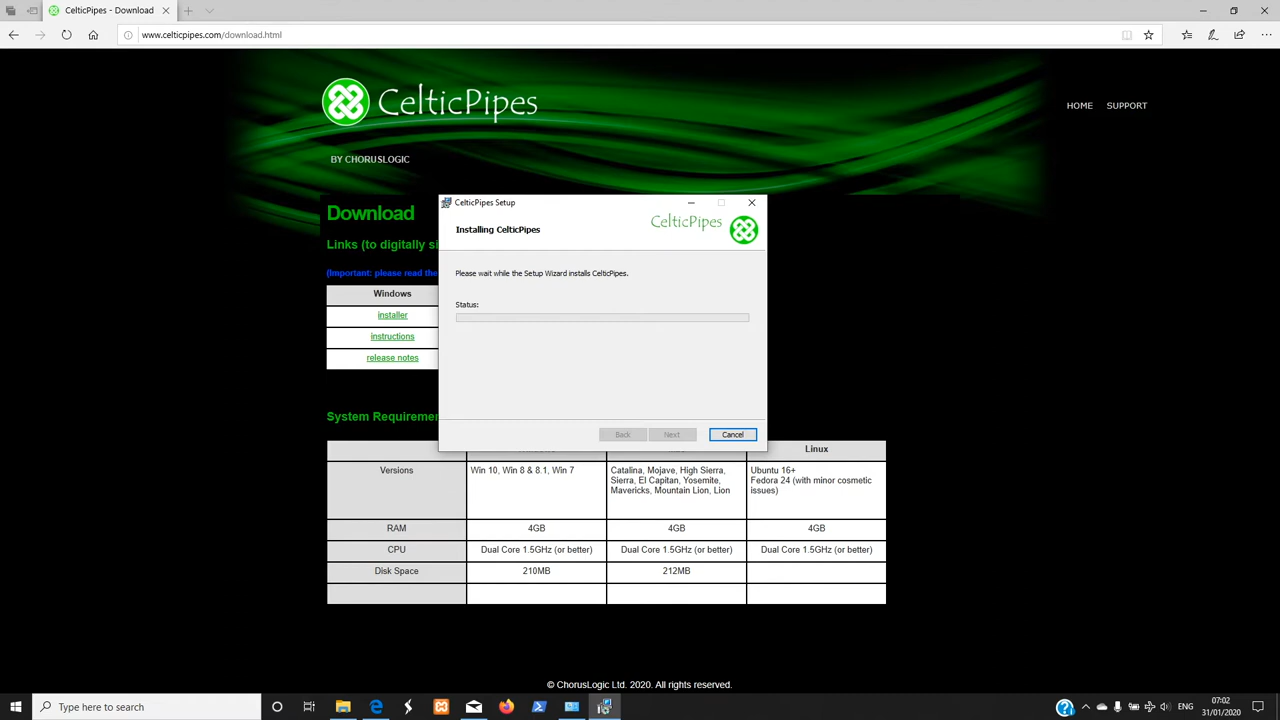 CelticPipes - Download
www.celticpipes.com/download.html
CelticPipes
HOME SUPPORT
BY CHORUSLOGIC
Download
Links (to digitally si
(Important: please read the
Windows
installer
instructions
release notes
CelticPipes Setup
CelticPipes
Installing CelticPipes
Please wait while the Setup Wizard installs CelticPipes.
Status:
Back Next Cancel
System Requiremen
Linux
Versions
Win 10, Win 8 & 8.1, Win 7
Catalina, Mojave, High Sierra,
Sierra, El Capitan, Yosemite,
Mavericks, Mountain Lion, Lion
Ubuntu 16+
Fedora 24 (with minor cosmetic
issues)
RAM 4GB 4GB 4GB
CPU Dual Core 1.5GHz (or better) Dual Core 1.5GHz (or better) Dual Core 1.5GHz (or better)
Disk Space 210MB 212MB
© ChorusLogic Ltd. 2020. All rights reserved.
Type here to search
ENG
07:02
31/01/2020